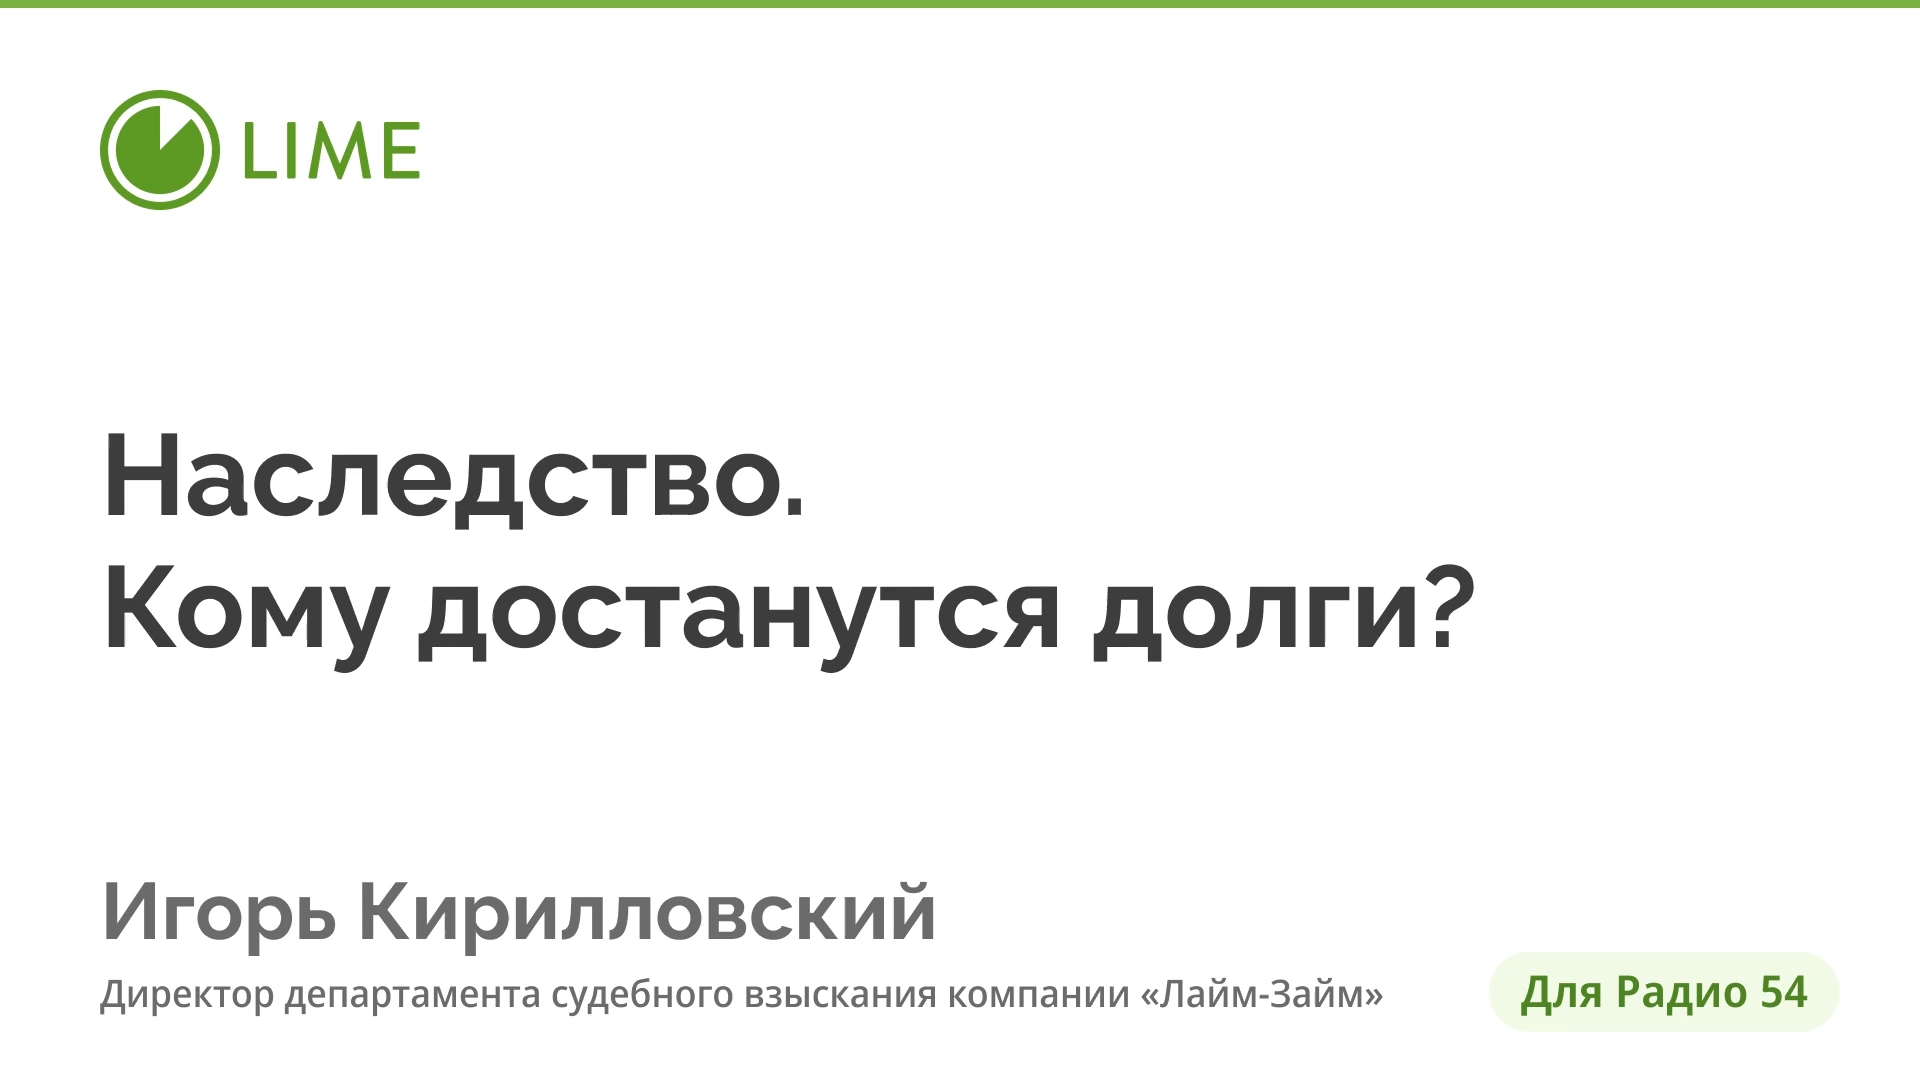 LIME
Наследство.
Кому достанутся долги?
Игорь Кирилловский
Директор департамента судебного взыскания компании «Лайм-Займ»
Для Радио 54